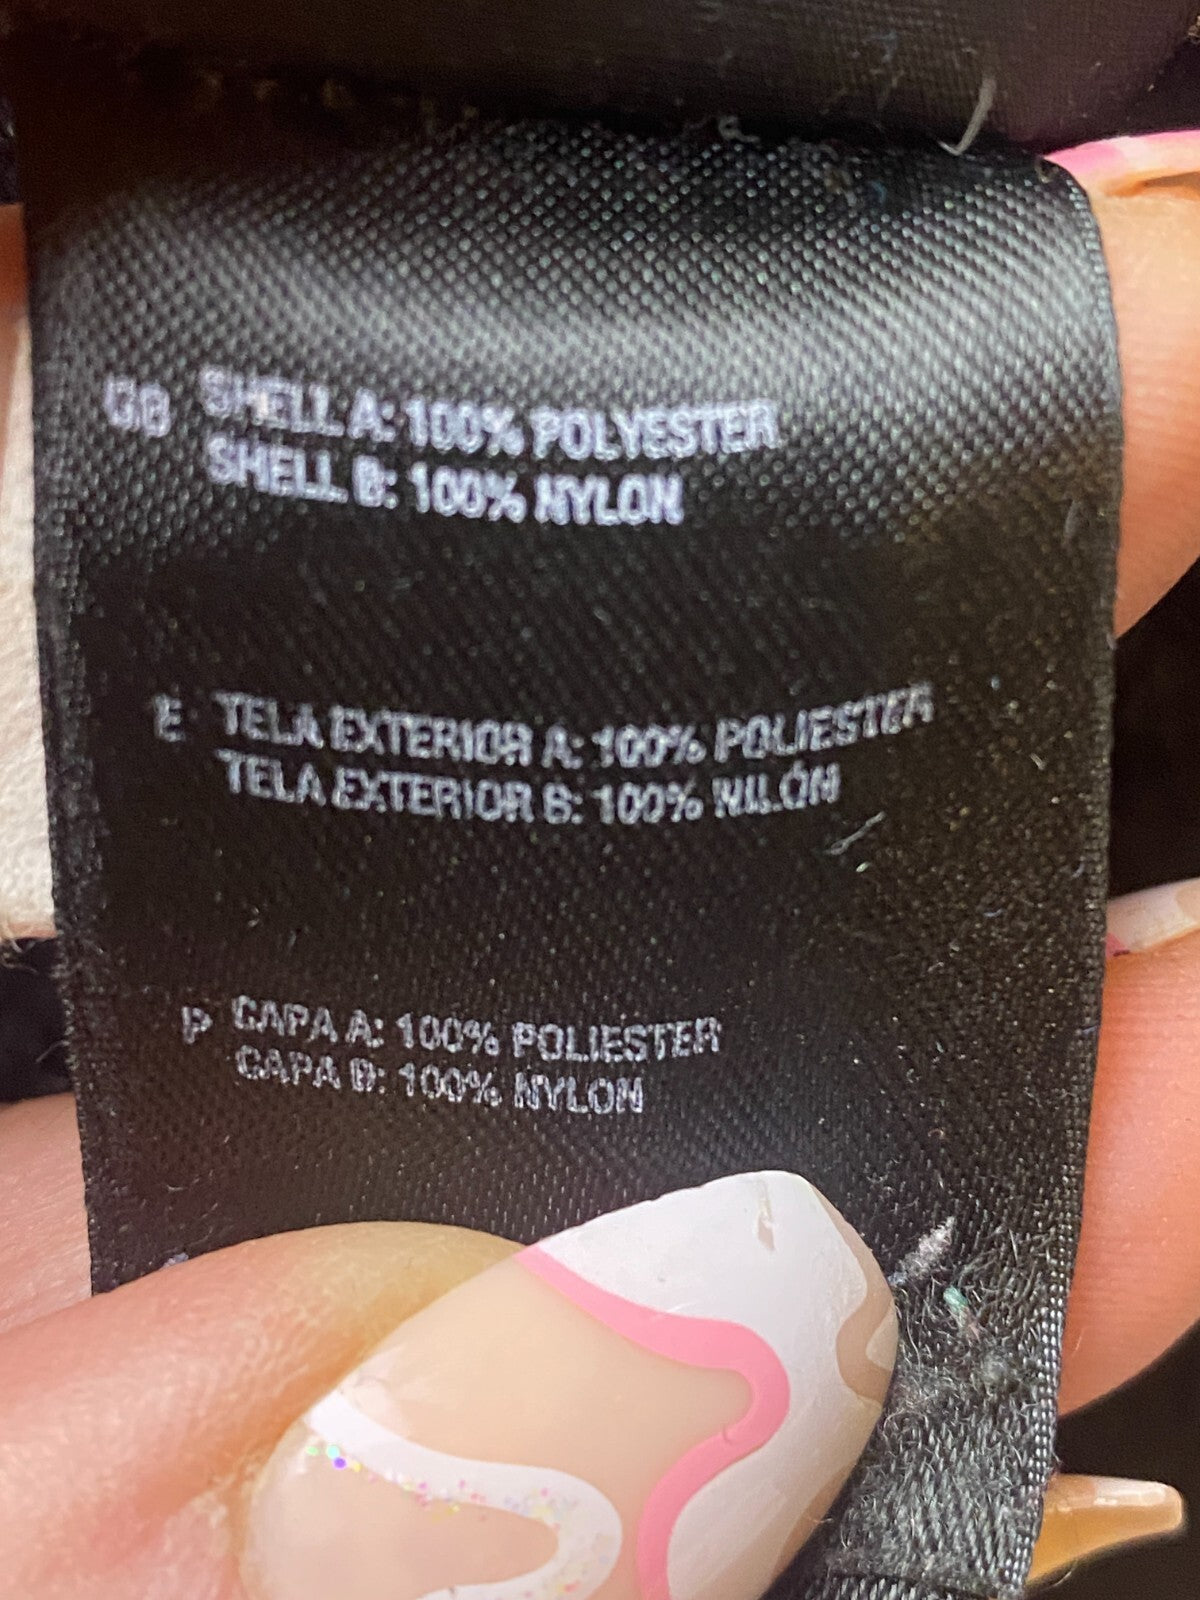 GB SHELL A: 100% POLYESTER
SHELL B: 100% NYLON
E TELA EXTERIOR A: 100% POLIESTER
TELA EXTERIOR B: 100% NILÓN
P CAPA A: 100% POLIESTER
CAPA B: 100% NYLON